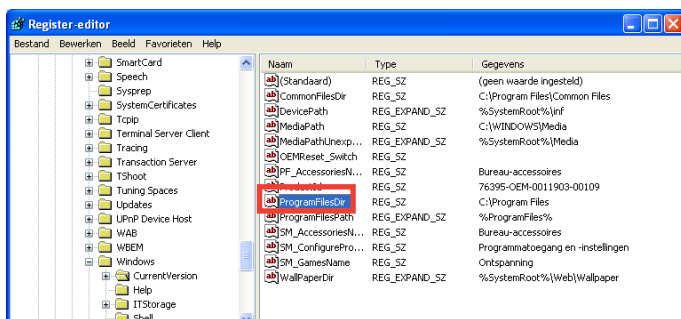 Register-editor
Bestand Bewerken Beeld Favorieten Help
SmartCard
Speech
Sysprep
SystemCertificates
Tcpip
Terminal Server Client
Tracing
Transaction Server
TShoot
Tuning Spaces
Updates
UPnP Device Host
WAB
WBEM
Windows
CurrentVersion
Help
ITStorage
Shell
Naam Type Gegevens
(Standaard) REG_SZ (geen waarde ingesteld)
CommonFilesDir REG_SZ C:\Program Files\Common Files
DevicePath REG_EXPAND_SZ %SystemRoot%\inf
MediaPath REG_SZ C:\WINDOWS\Media
MediaPathUnexp... REG_EXPAND_SZ %SystemRoot%\Media
OEMReset_Switch REG_SZ
PF_AccessoriesN... REG_SZ Bureau-accessoires
ProductId REG_SZ 76395-OEM-0011903-00109
ProgramFilesDir REG_SZ C:\Program Files
ProgramFilesPath REG_EXPAND_SZ %ProgramFiles%
SM_AccessoriesN... REG_SZ Bureau-accessoires
SM_ConfigurePro... REG_SZ Programmatoegang en -instellingen
SM_GamesName REG_SZ Ontspanning
WallPaperDir REG_EXPAND_SZ %SystemRoot%\Web\Wallpaper